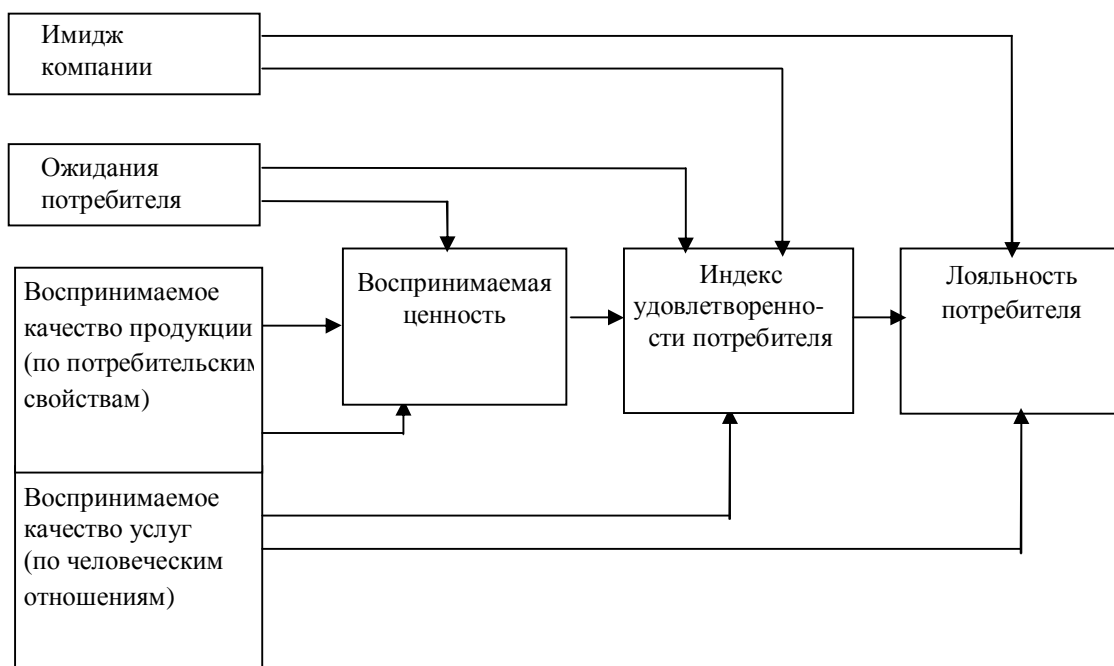 Имидж
компании
Ожидания
потребителя
Воспринимаемое
качество продукции
(по потребительским
свойствам)
Воспринимаемое
качество услуг
(по человеческим
отношениям)
Воспринимаемая
ценность
Индекс
удовлетворенно-
сти потребителя
Лояльность
потребителя